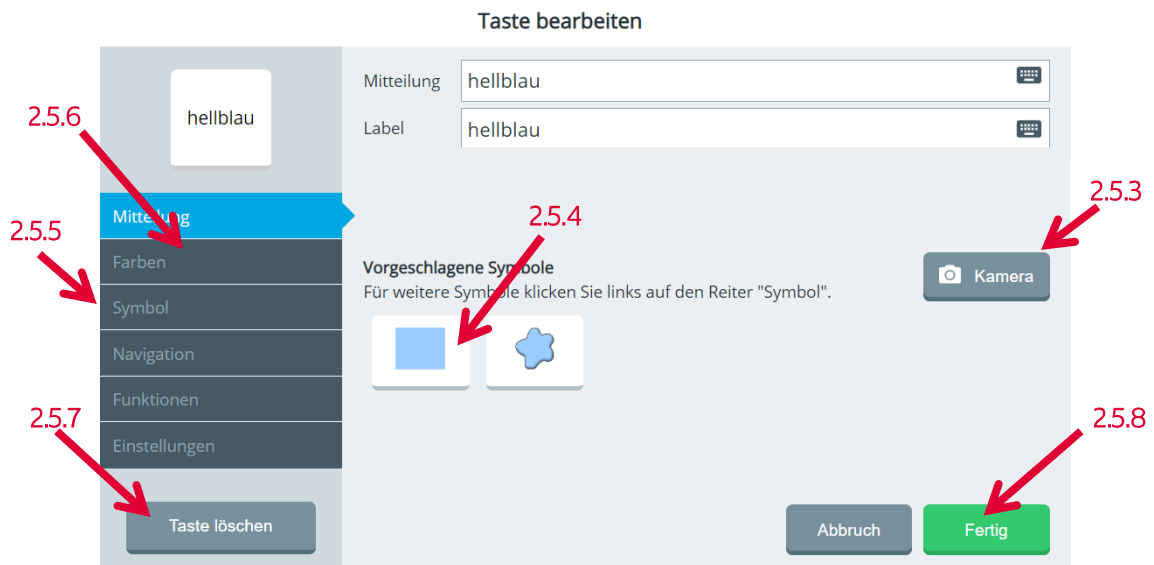 Taste bearbeiten
hellblau
Mitteilung hellblau
Label hellblau
2.5.6
2.5.5
Mitteilung
Farben
Symbol
Navigation
Funktionen
Einstellungen
2.5.7
Taste löschen
2.5.4
2.5.3
Vorgeschlagene Symbole
Für weitere Symbole klicken Sie links auf den Reiter "Symbol".
Kamera
2.5.8
Abbruch
Fertig